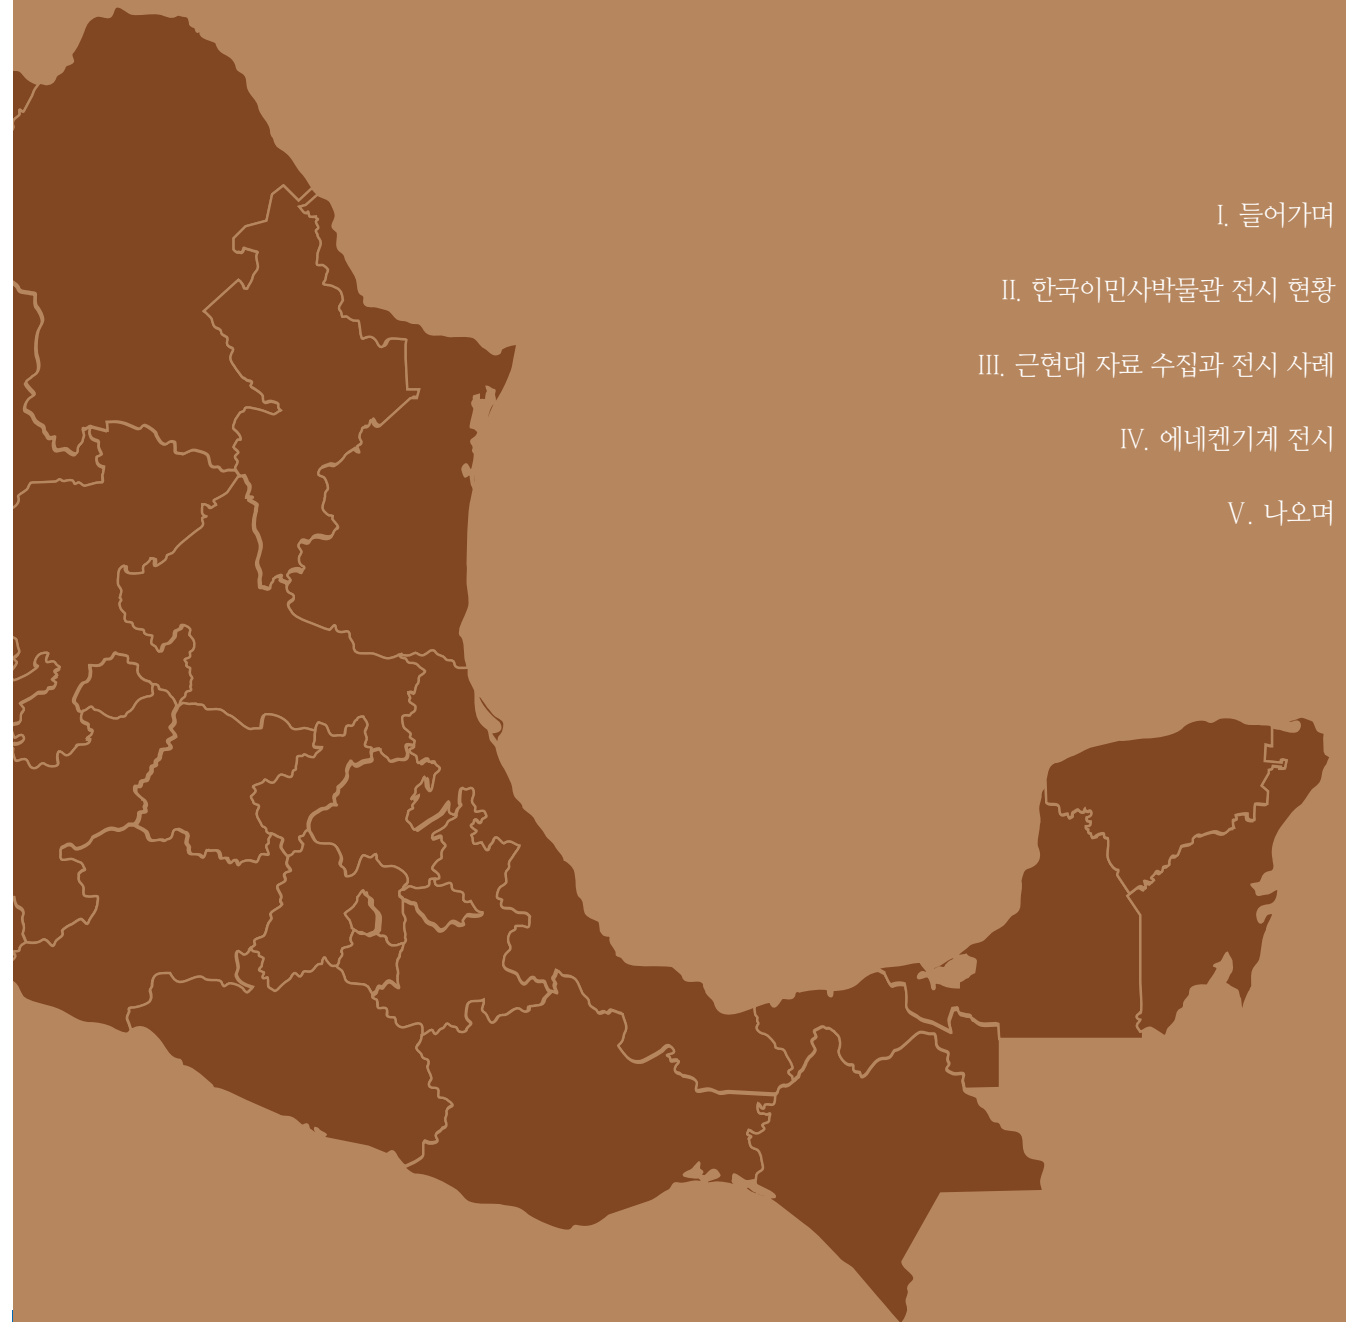 I. 들어가며
II. 한국이민사박물관 전시 현황
III. 근현대 자료 수집과 전시 사례
IV. 에네켄기계 전시
V. 나오며